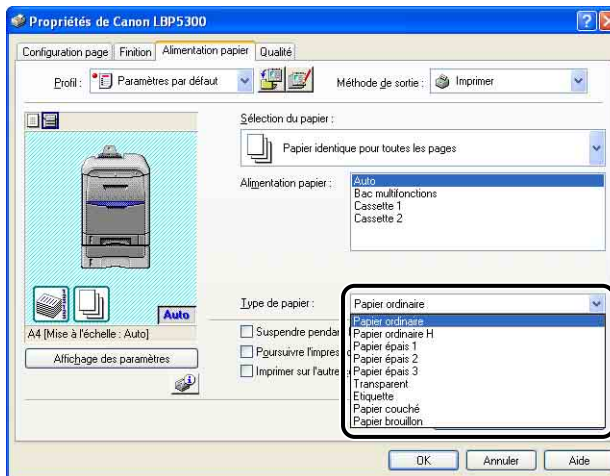 Propriétés de Canon LBP5300
Configuration page Finition Alimentation papier Qualité
Profil : Paramètres par défaut Méthode de sortie : Imprimer
Sélection du papier :
Papier identique pour toutes les pages
Alimentation papier :
Auto
Bac multifonctions
Cassette 1
Cassette 2
Auto
A4 [Mise à l'échelle : Auto]
Affichage des paramètres
Type de papier : Papier ordinaire
Papier ordinaire
Papier ordinaire H
Papier épais 1
Papier épais 2
Papier épais 3
Transparent
Etiquette
Papier couché
Papier brouillon
Suspendre pendan
Poursuivre l'impres
Imprimer sur l'autre
OK Annuler Aide